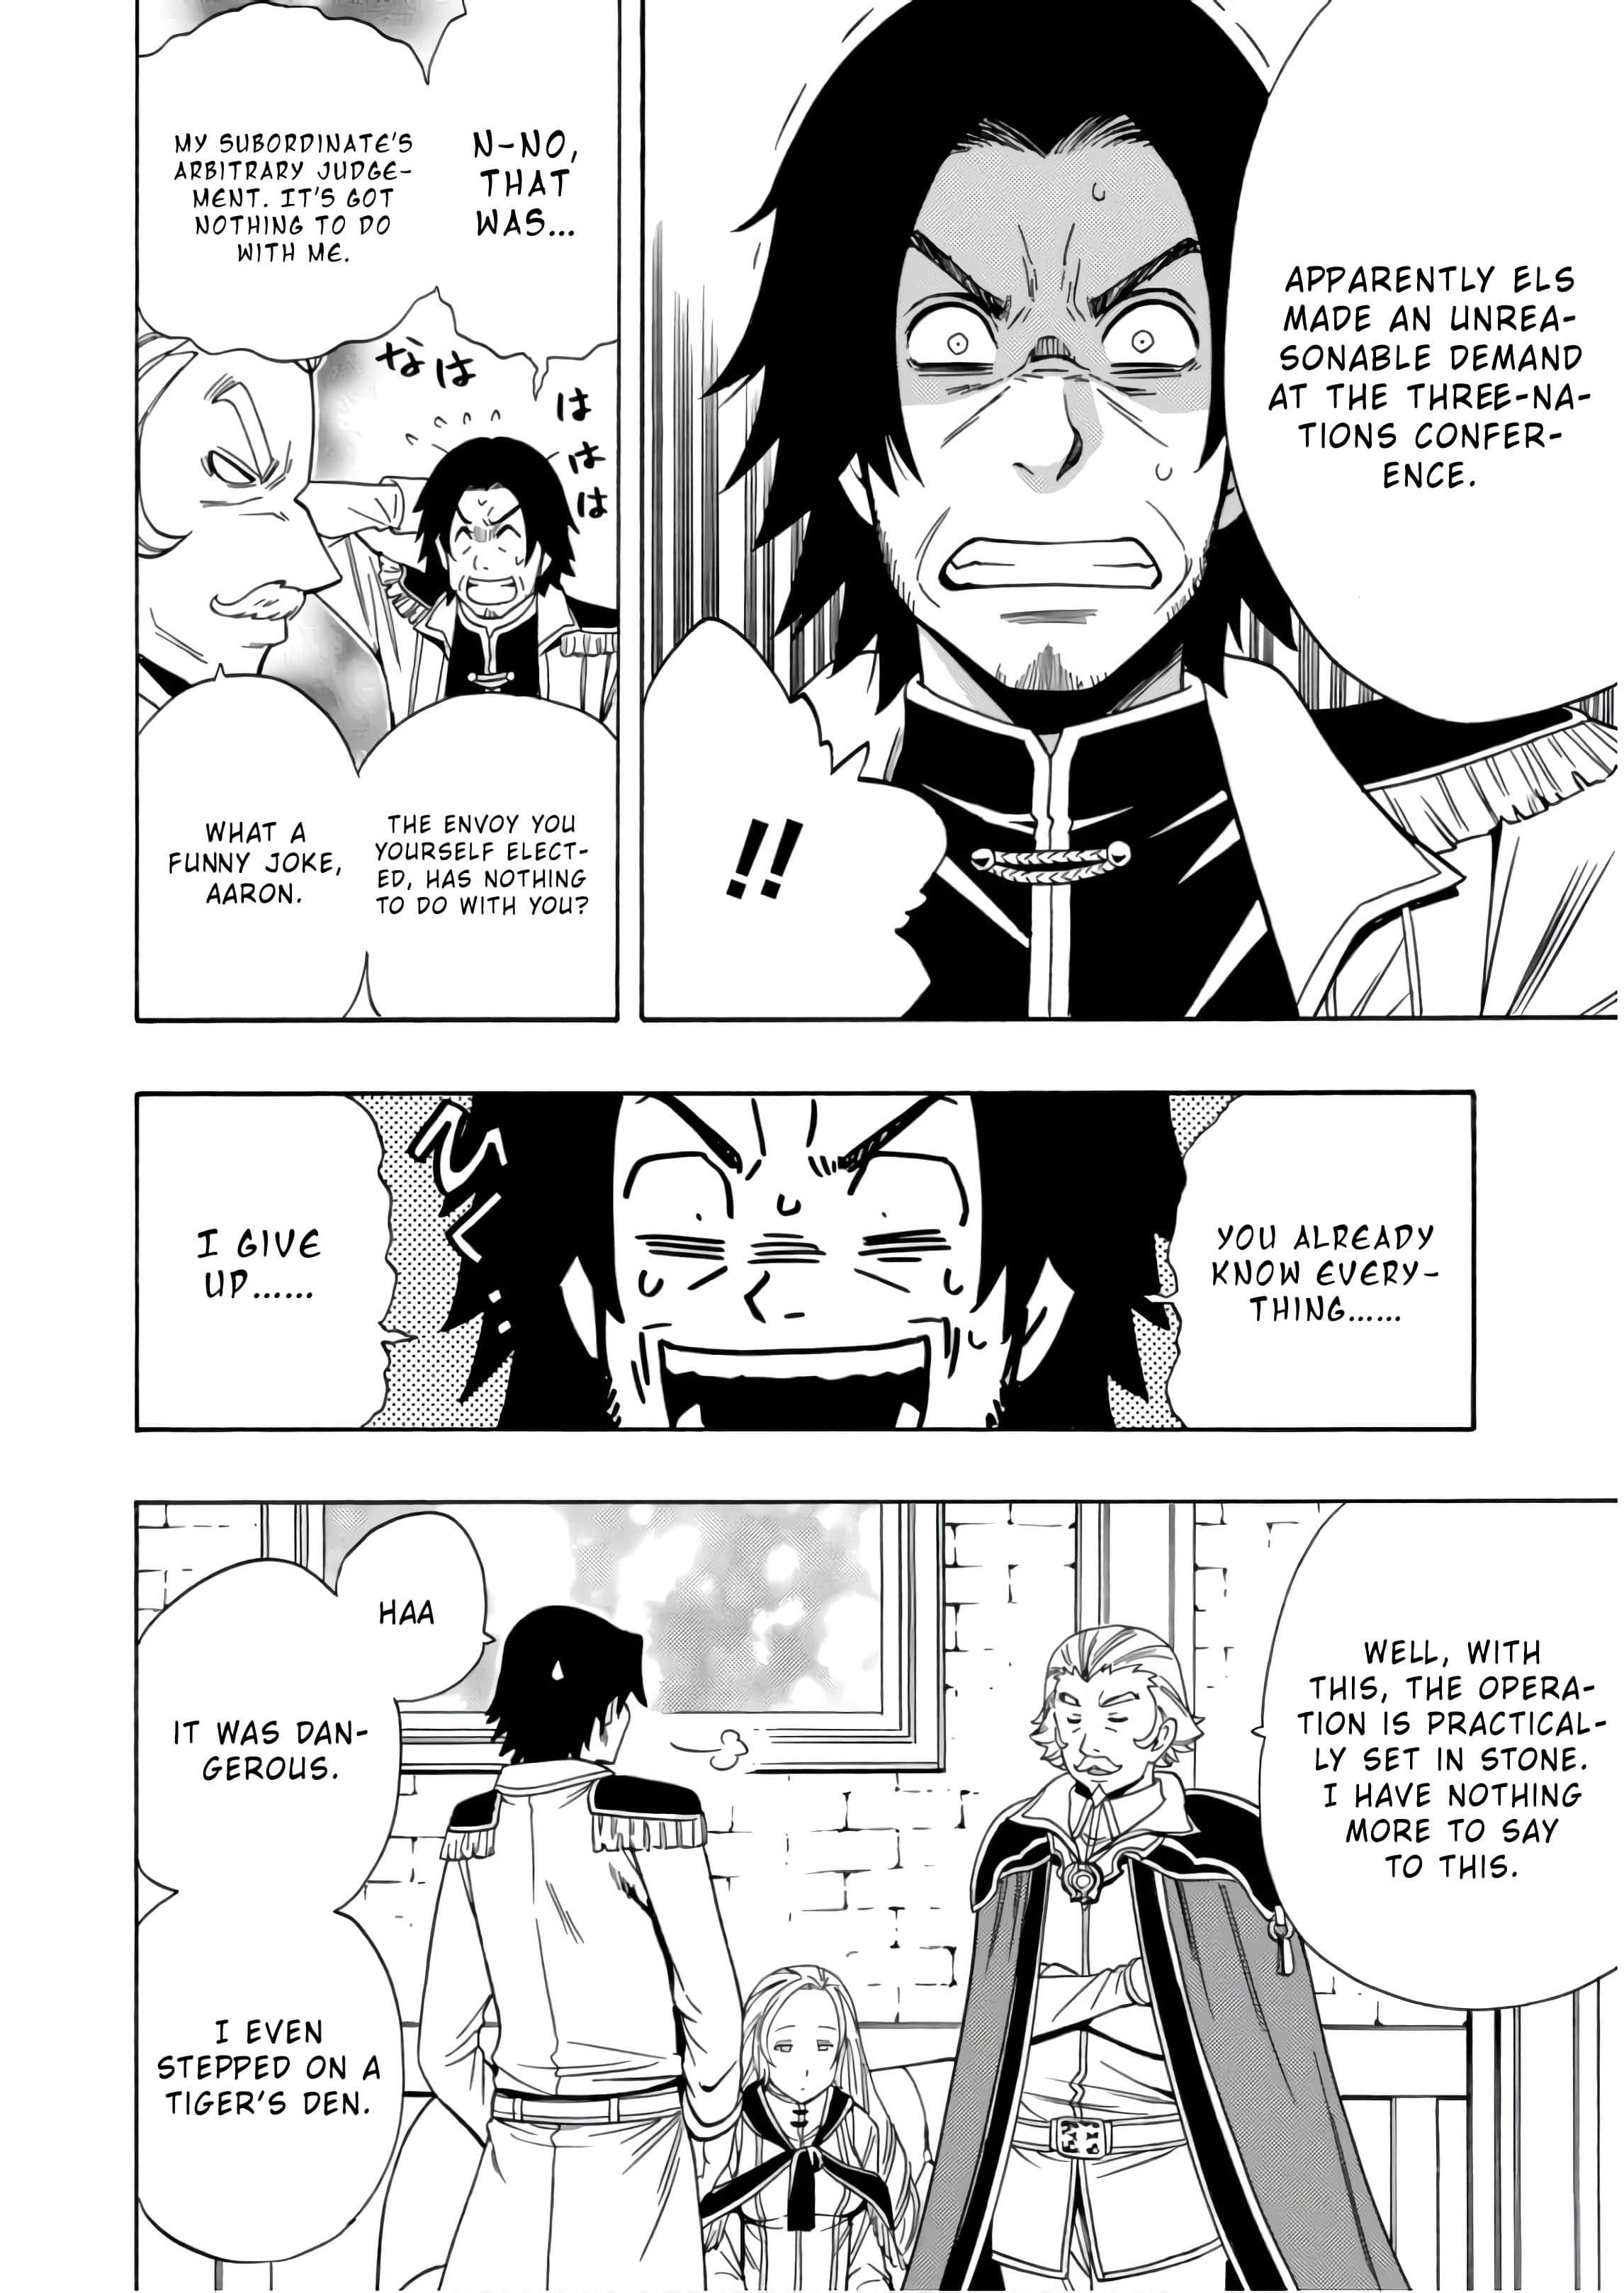 APPARENTLY ELS
MADE AN UNREA-
SONABLE DEMAND
AT THE THREE-NA-
TIONS CONFER-
ENCE.
!!
N-NO,
THAT
WAS...
MY SUBORDINATE'S
ARBITRARY JUDGE-
MENT. IT'S GOT
NOTHING TO DO
WITH ME.
なは
は
は
は
THE ENVOY YOU
YOURSELF ELECT-
ED, HAS NOTHING
TO DO WITH YOU?
WHAT A
FUNNY JOKE,
AARON.
YOU ALREADY
KNOW EVERY-
THING......
I GIVE
UP......
WELL, WITH
THIS, THE OPERA-
TION IS PRACTICAL-
LY SET IN STONE.
I HAVE NOTHING
MORE TO SAY
TO THIS.
HAA
IT WAS DAN-
GEROUS.
I EVEN
STEPPED ON A
TIGER'S DEN.